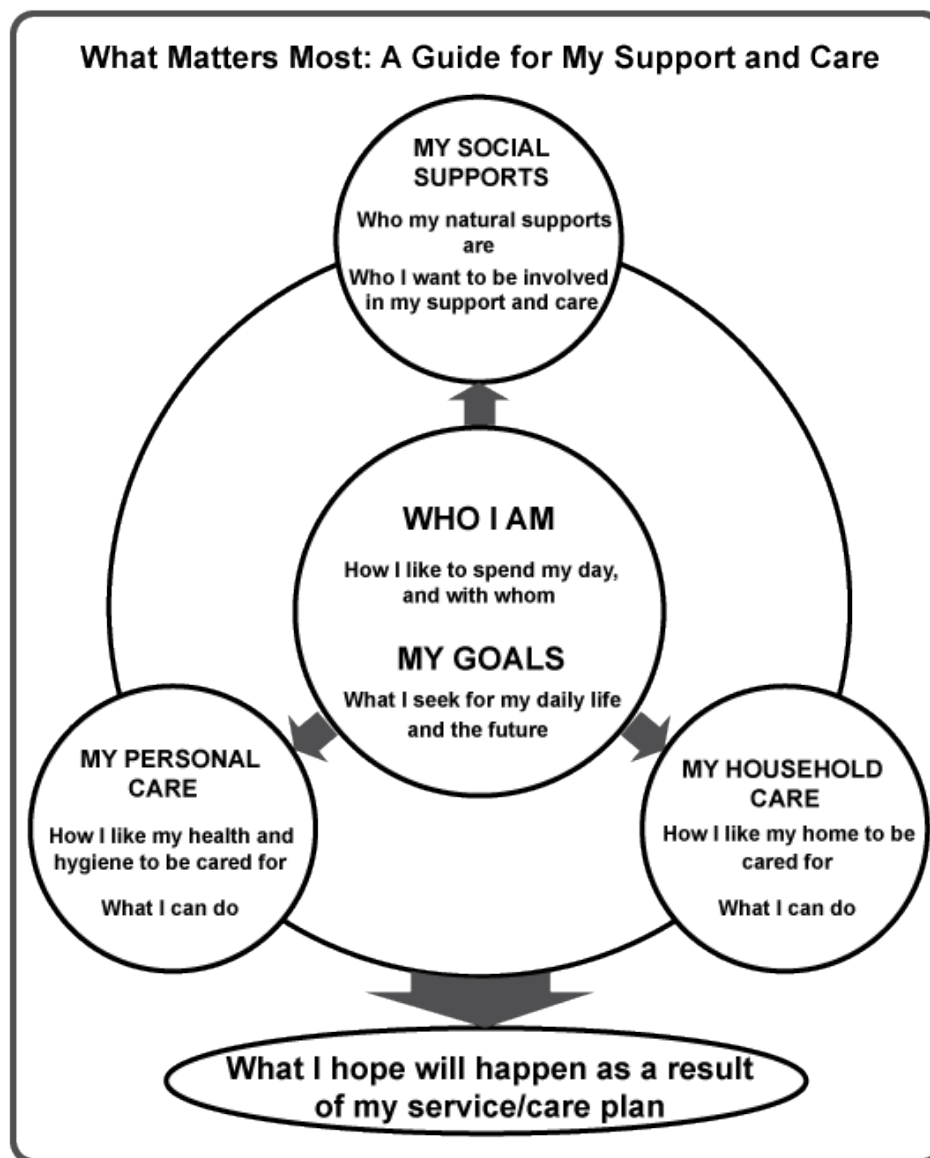 What Matters Most: A Guide for My Support and Care
MY SOCIAL
SUPPORTS
Who my natural supports
are
Who I want to be involved
in my support and care
WHO I AM
How I like to spend my day,
and with whom
MY GOALS
What I seek for my daily life
and the future
MY PERSONAL
CARE
How I like my health and
hygiene to be cared for
What I can do
MY HOUSEHOLD
CARE
How I like my home to be
cared for
What I can do
What I hope will happen as a result
of my service/care plan